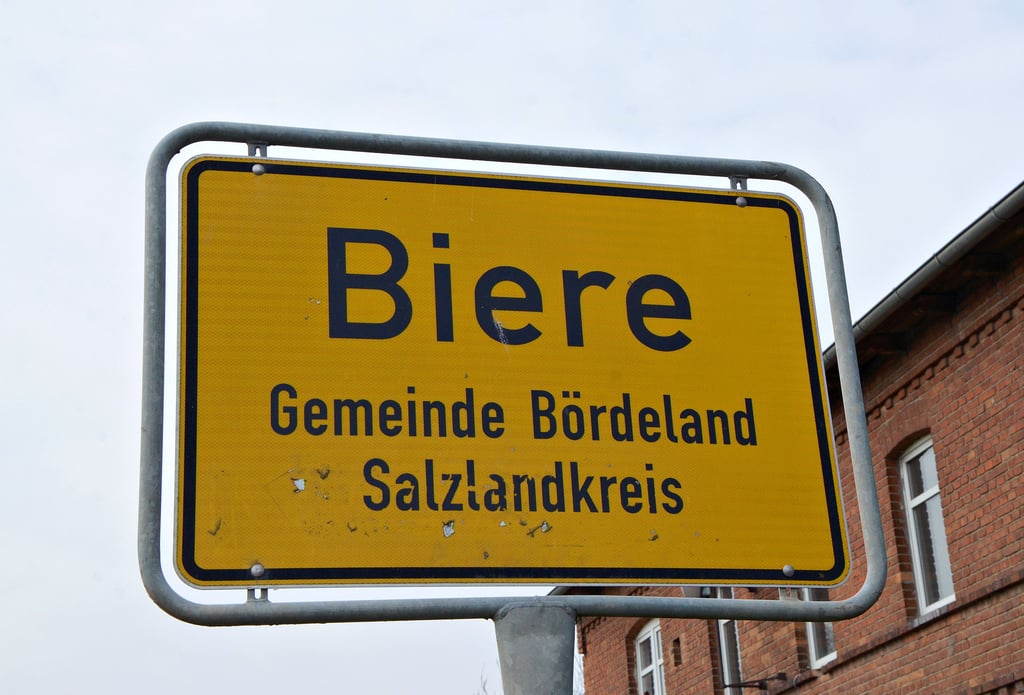 Biere
Gemeinde Bördeland
Salzlandkreis